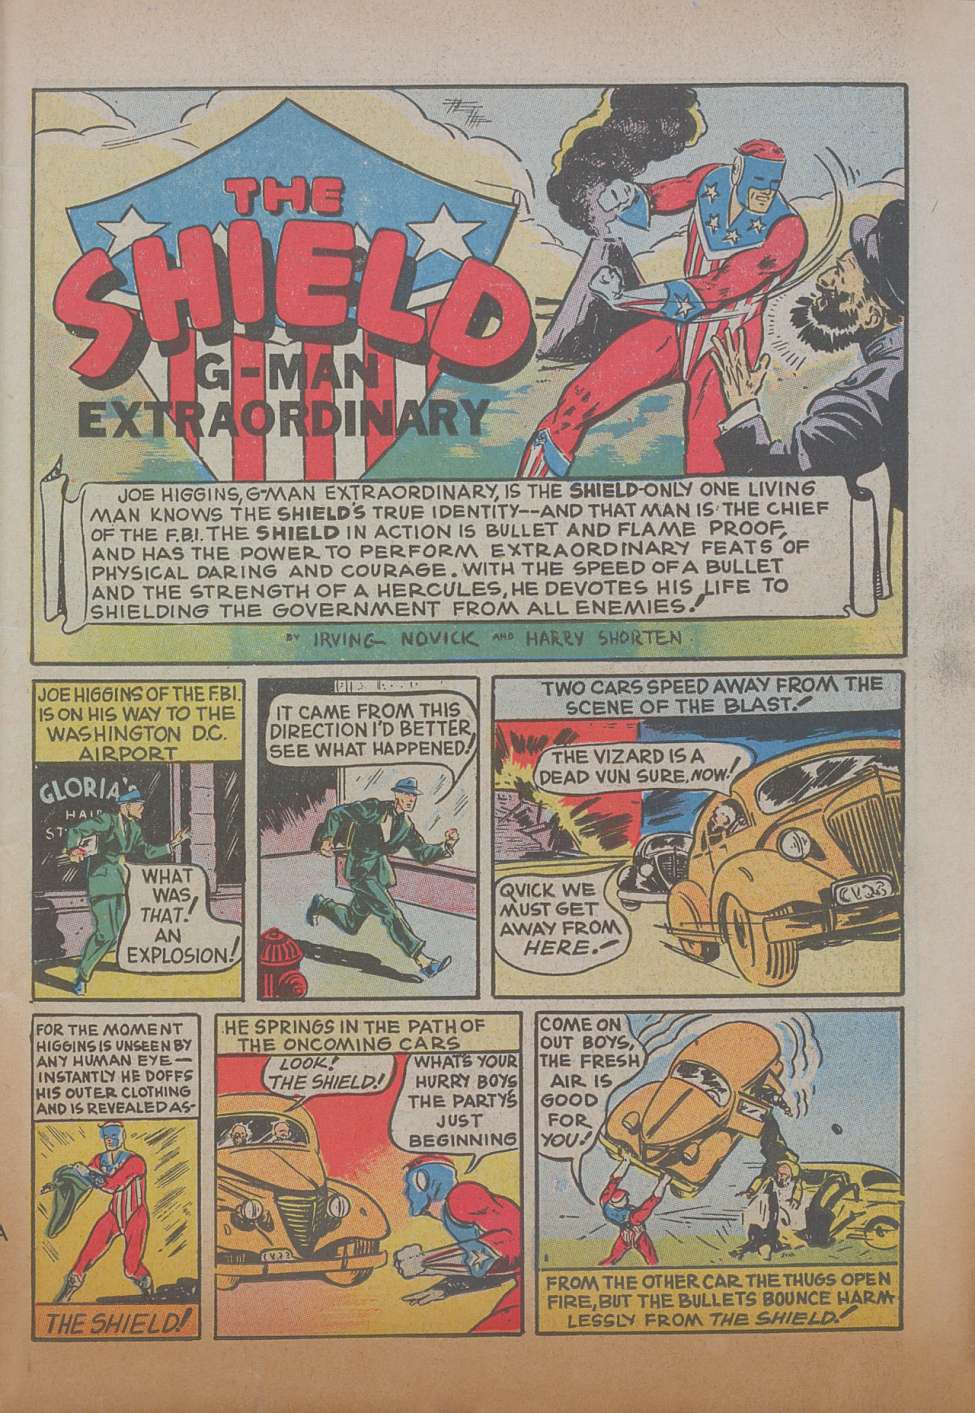 THE
SHIELD
G-MAN
EXTRAORDINARY
JOE HIGGINS, G-MAN EXTRAORDINARY, IS THE SHIELD-ONLY ONE LIVING
MAN KNOWS THE SHIELD'S TRUE IDENTITY--AND THAT MAN IS THE CHIEF
OF THE F.B.I. THE SHIELD IN ACTION IS BULLET AND FLAME PROOF,
AND HAS THE POWER TO PERFORM EXTRAORDINARY FEATS OF
PHYSICAL DARING AND COURAGE. WITH THE SPEED OF A BULLET
AND THE STRENGTH OF A HERCULES, HE DEVOTES HIS LIFE TO
SHIELDING THE GOVERNMENT FROM ALL ENEMIES!
BY IRVING NOVICK AND HARRY SHORTEN
JOE HIGGINS OF THE F.B.I.
IS ON HIS WAY TO THE
WASHINGTON D.C.
AIRPORT
GLORIA'S
HAIR
ST
WHAT
WAS
THAT!
AN
EXPLOSION!
IT CAME FROM THIS
DIRECTION I'D BETTER
SEE WHAT HAPPENED!
TWO CARS SPEED AWAY FROM THE
SCENE OF THE BLAST!
THE VIZARD IS A
DEAD VUN SURE, NOW!
QVICK WE
MUST GET
AWAY FROM
HERE!-
CV23
FOR THE MOMENT
HIGGINS IS UNSEEN BY
ANY HUMAN EYE—
INSTANTLY HE DOFFS
HIS OUTER CLOTHING
AND IS REVEALED AS-
THE SHIELD!
HE SPRINGS IN THE PATH OF
THE ONCOMING CARS
LOOK!
THE SHIELD!
WHAT'S YOUR
HURRY BOYS
THE PARTY'S
JUST
BEGINNING
COME ON
OUT BOYS,
THE FRESH
AIR IS
GOOD
FOR
YOU!
FROM THE OTHER CAR THE THUGS OPEN
FIRE, BUT THE BULLETS BOUNCE HARM
LESSLY FROM THE SHIELD!